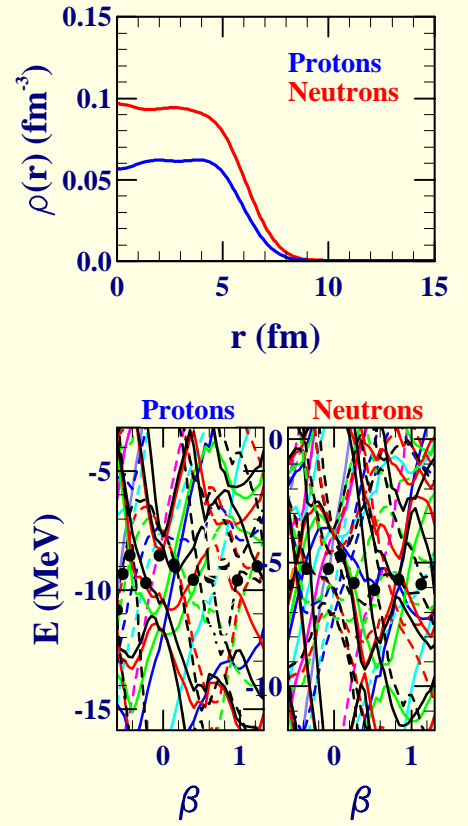 0.15
Protons
Neutrons
0.1
0.05
0.0
ρ(r) (fm⁻³)
0 5 10 15
r (fm)
Protons Neutrons
-5
-10
-15
0
-5
-10
E (MeV)
0 1 0 1
β β